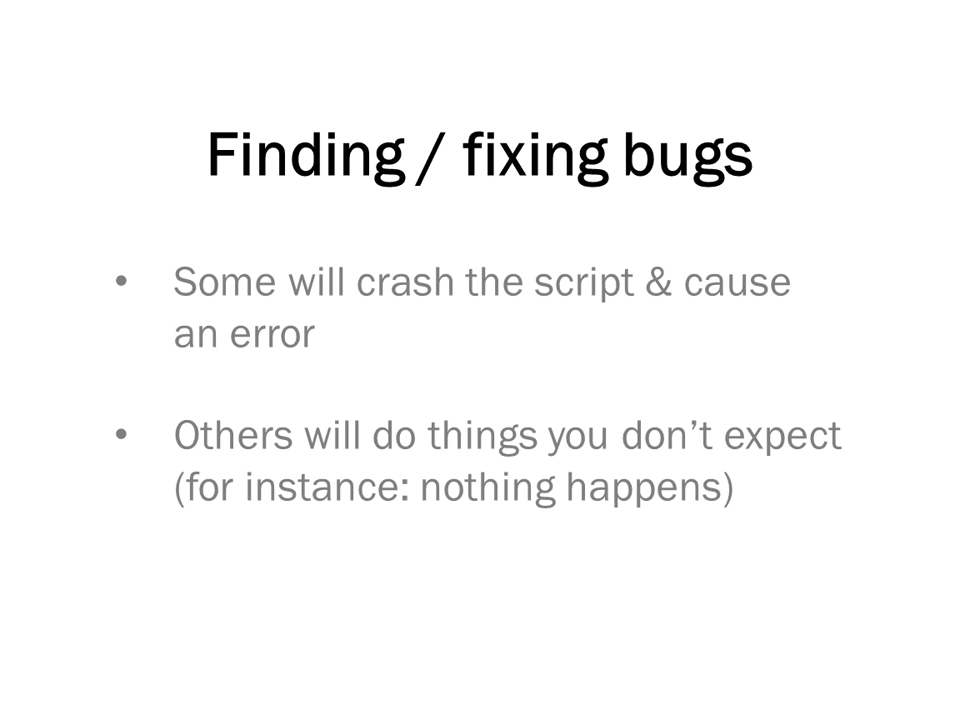 Finding / fixing bugs
• Some will crash the script & cause
an error
• Others will do things you don’t expect
(for instance: nothing happens)